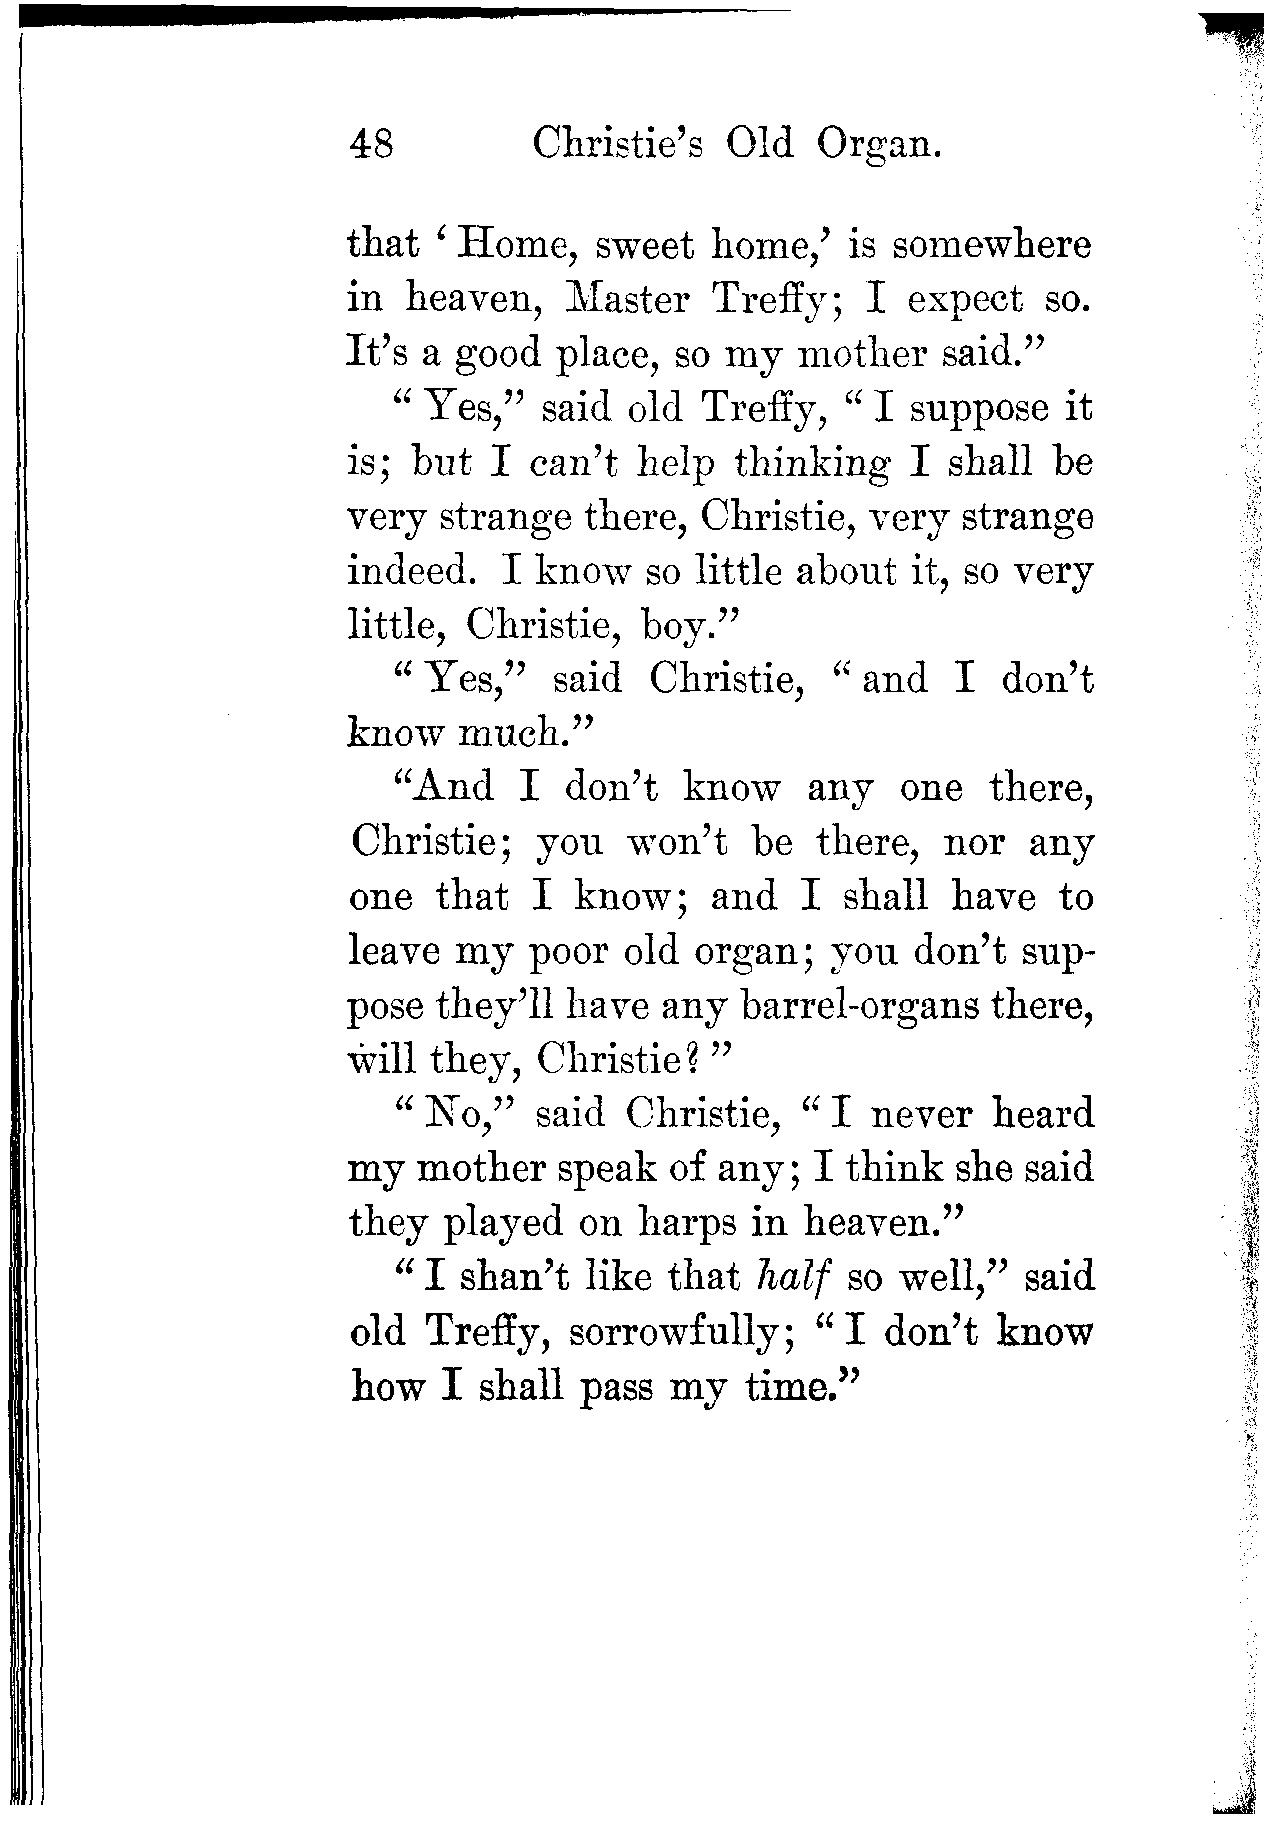 48 Christie's Old Organ.
that ‘Home, sweet home,’ is somewhere
in heaven, Master Treffy; I expect so.
It's a good place, so my mother said.”
“Yes,” said old Treffy, “I suppose it
is; but I can't help thinking I shall be
very strange there, Christie, very strange
indeed. I know so little about it, so very
little, Christie, boy.”
“Yes,” said Christie, “and I don't
know much.”
“And I don't know any one there,
Christie; you won't be there, nor any
one that I know; and I shall have to
leave my poor old organ; you don't sup-
pose they'll have any barrel-organs there,
will they, Christie?”
“No,” said Christie, “I never heard
my mother speak of any; I think she said
they played on harps in heaven.”
“I shan't like that half so well,” said
old Treffy, sorrowfully; “I don't know
how I shall pass my time.”